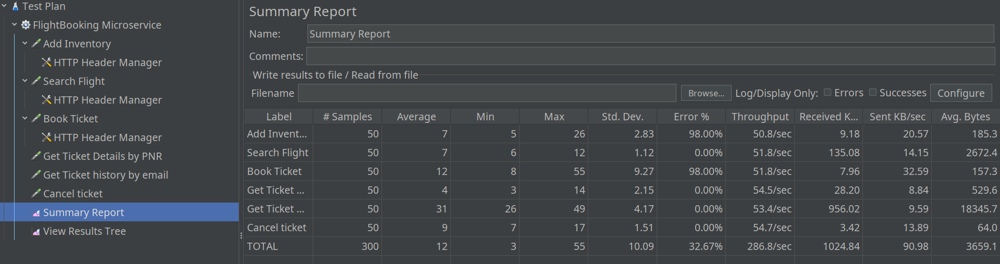 Test Plan
FlightBooking Microservice
Add Inventory
HTTP Header Manager
Search Flight
HTTP Header Manager
Book Ticket
HTTP Header Manager
Get Ticket Details by PNR
Get Ticket history by email
Cancel ticket
Summary Report
View Results Tree
Summary Report
Name: Summary Report
Comments:
Write results to file / Read from file
Filename Browse... Log/Display Only: Errors Successes Configure
Label # Samples Average Min Max Std. Dev. Error % Throughput Received K... Sent KB/sec Avg. Bytes
Add Invent... 50 7 5 26 2.83 98.00% 50.8/sec 9.18 20.57 185.3
Search Flight 50 7 6 12 1.12 0.00% 51.8/sec 135.08 14.15 2672.4
Book Ticket 50 12 8 55 9.27 98.00% 51.8/sec 7.96 32.59 157.3
Get Ticket ... 50 4 3 14 2.15 0.00% 54.5/sec 28.20 8.84 529.6
Get Ticket ... 50 31 26 49 4.17 0.00% 53.4/sec 956.02 9.59 18345.7
Cancel ticket 50 9 7 17 1.51 0.00% 54.7/sec 3.42 13.89 64.0
TOTAL 300 12 3 55 10.09 32.67% 286.8/sec 1024.84 90.98 3659.1